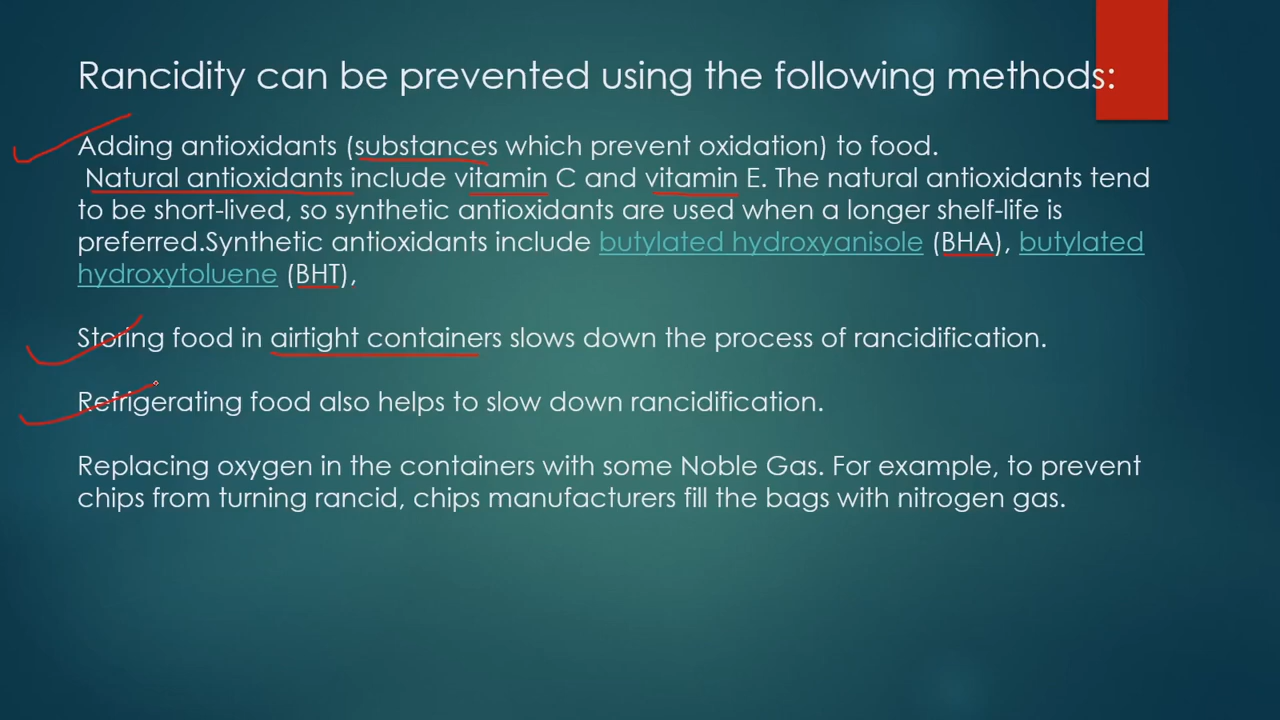 Rancidity can be prevented using the following methods:
Adding antioxidants (substances which prevent oxidation) to food.
Natural antioxidants include vitamin C and vitamin E. The natural antioxidants tend
to be short-lived, so synthetic antioxidants are used when a longer shelf-life is
preferred.Synthetic antioxidants include butylated hydroxyanisole (BHA), butylated
hydroxytoluene (BHT),
Storing food in airtight containers slows down the process of rancidification.
Refrigerating food also helps to slow down rancidification.
Replacing oxygen in the containers with some Noble Gas. For example, to prevent
chips from turning rancid, chips manufacturers fill the bags with nitrogen gas.